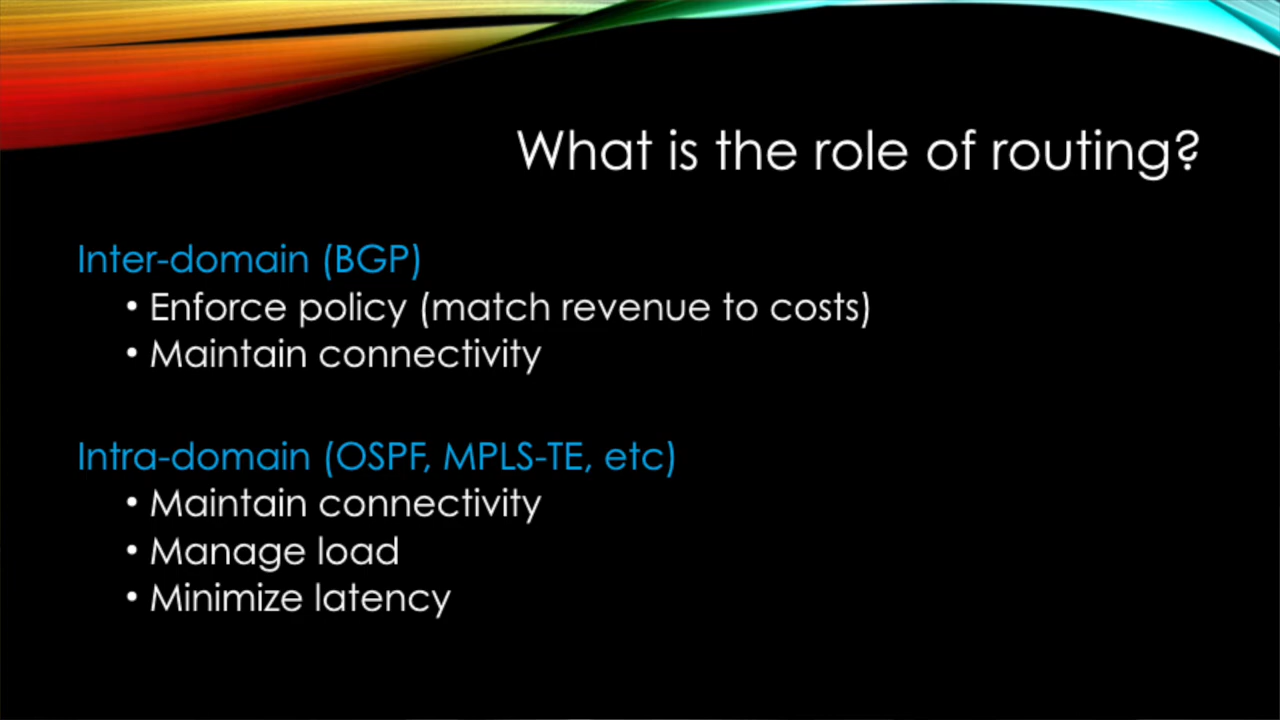 What is the role of routing?
Inter-domain (BGP)
• Enforce policy (match revenue to costs)
• Maintain connectivity
Intra-domain (OSPF, MPLS-TE, etc)
• Maintain connectivity
• Manage load
• Minimize latency